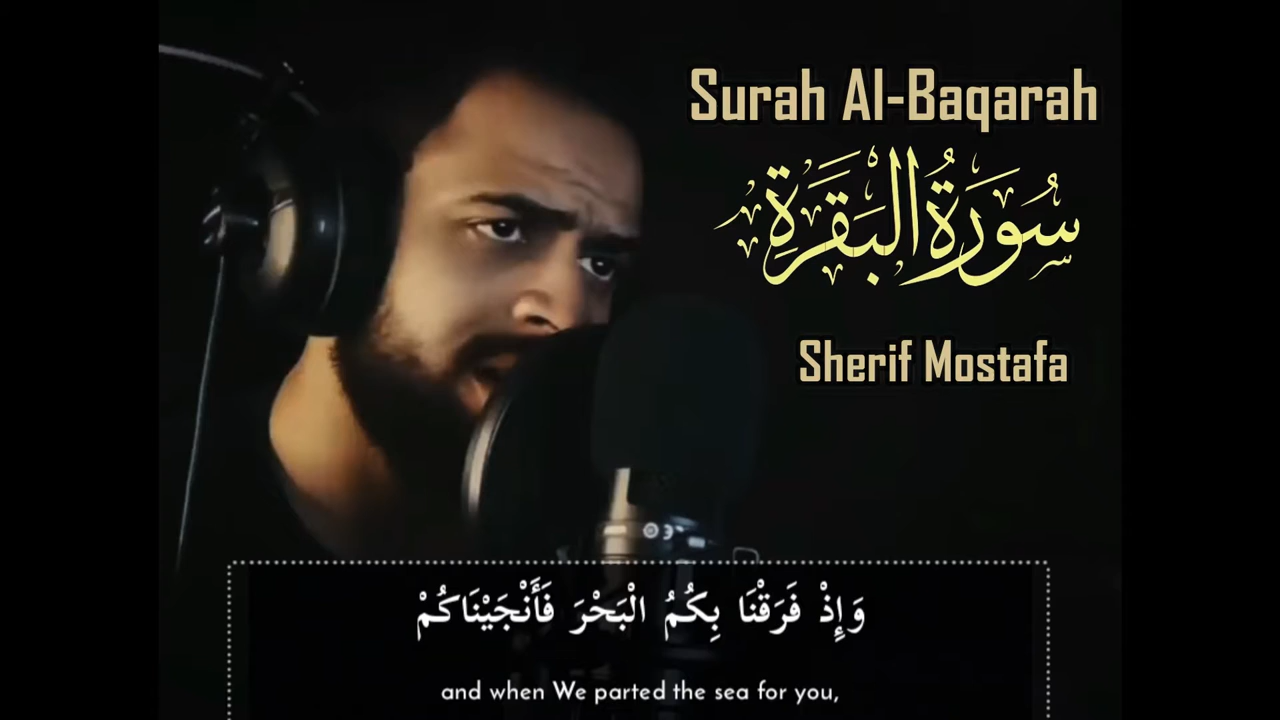 Surah Al-Baqarah
سُورَةُ البَقَرَةِ
Sherif Mostafa
وَإِذْ فَرَقْنَا بِكُمُ الْبَحْرَ فَأَنْجَيْنَاكُمْ
and when We parted the sea for you,